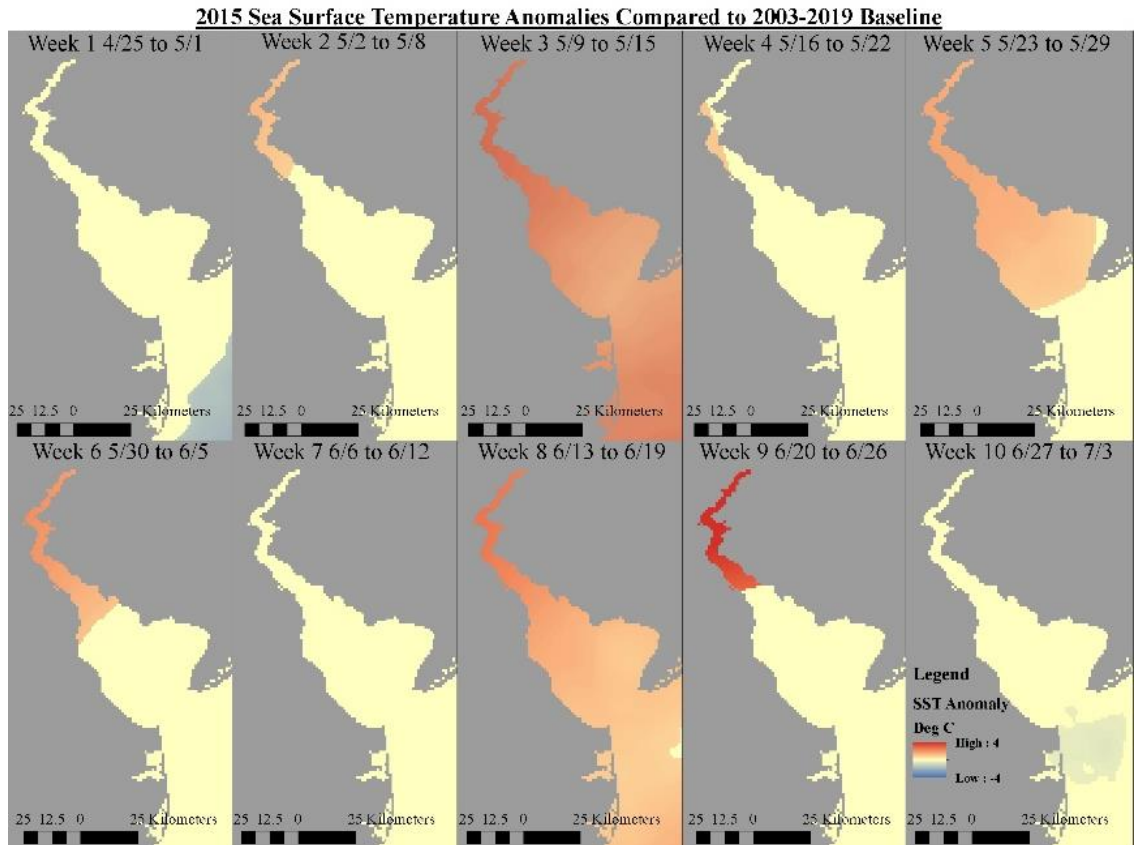 2015 Sea Surface Temperature Anomalies Compared to 2003-2019 Baseline
Week 1 4/25 to 5/1
Week 2 5/2 to 5/8
Week 3 5/9 to 5/15
Week 4 5/16 to 5/22
Week 5 5/23 to 5/29
25 12.5 0 25 Kilometers
25 12.5 0 25 Kilometers
25 12.5 0 25 Kilometers
25 12.5 0 25 Kilometers
25 12.5 0 25 Kilometers
Week 6 5/30 to 6/5
Week 7 6/6 to 6/12
Week 8 6/13 to 6/19
Week 9 6/20 to 6/26
Week 10 6/27 to 7/3
Legend
SST Anomaly
Deg C
High : 4
Low : -4
25 12.5 0 25 Kilometers
25 12.5 0 25 Kilometers
25 12.5 0 25 Kilometers
25 12.5 0 25 Kilometers
25 12.5 0 25 Kilometers